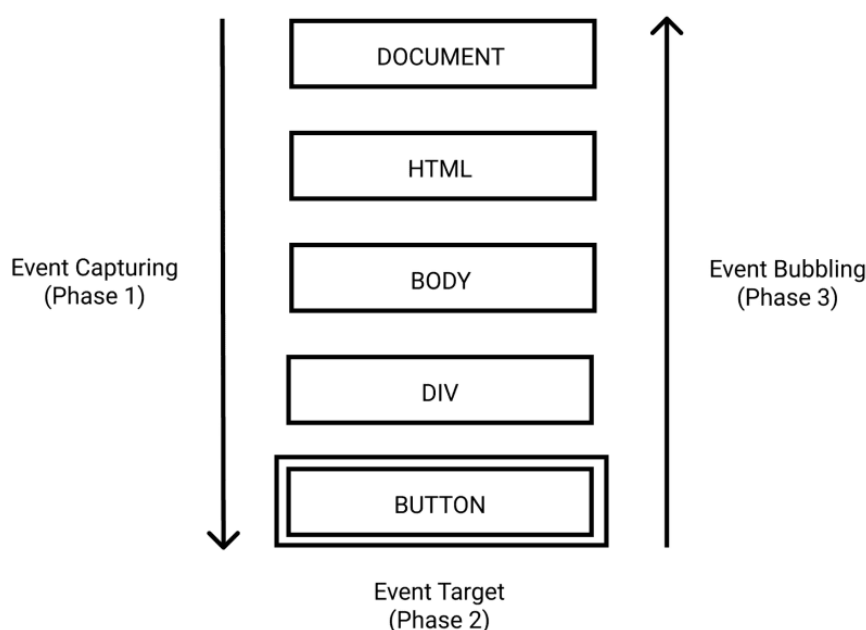 DOCUMENT
HTML
Event Capturing
(Phase 1)
BODY
Event Bubbling
(Phase 3)
DIV
BUTTON
Event Target
(Phase 2)